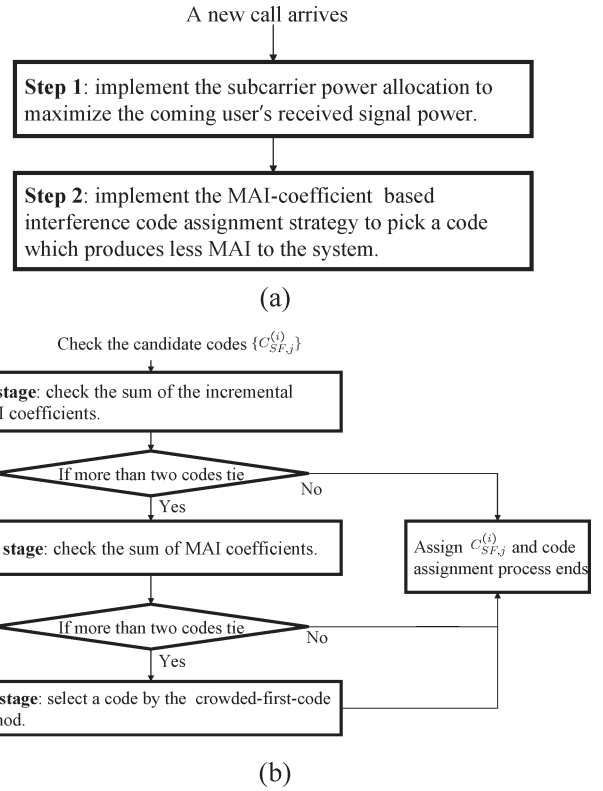 A new call arrives
Step 1: implement the subcarrier power allocation to
maximize the coming user's received signal power.
Step 2: implement the MAI-coefficient based
interference code assignment strategy to pick a code
which produces less MAI to the system.
(a)
Check the candidate codes {C_{SF,j}^{(i)}}
stage: check the sum of the incremental
I coefficients.
If more than two codes tie
No
Yes
stage: check the sum of MAI coefficients.
Assign C_{SF,j}^{(i)} and code
assignment process ends
If more than two codes tie
No
Yes
stage: select a code by the crowded-first-code
nod.
(b)